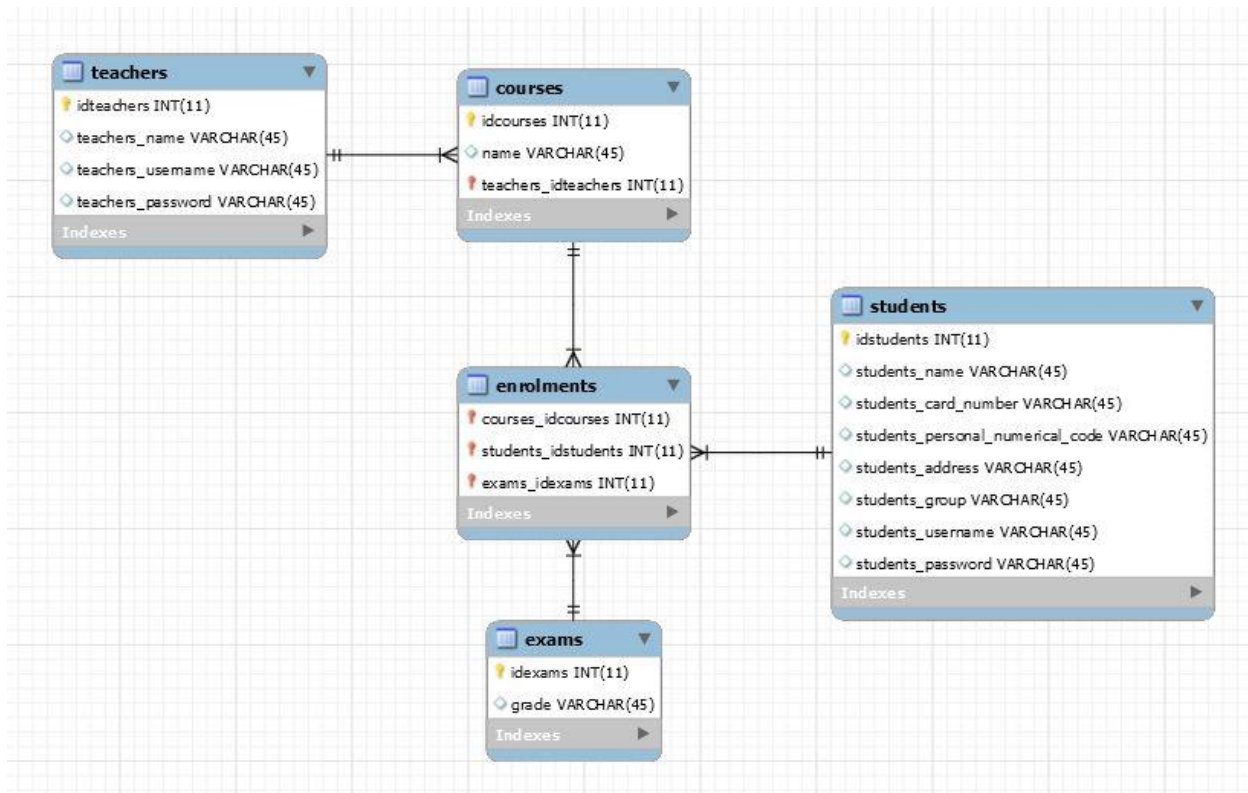 teachers
idteachers INT(11)
teachers_name VARCHAR(45)
teachers_username VARCHAR(45)
teachers_password VARCHAR(45)
Indexes
courses
idcourses INT(11)
name VARCHAR(45)
teachers_idteachers INT(11)
Indexes
enrolments
courses_idcourses INT(11)
students_idstudents INT(11)
exams_idexams INT(11)
Indexes
students
idstudents INT(11)
students_name VARCHAR(45)
students_card_number VARCHAR(45)
students_personal_numerical_code VARCHAR(45)
students_address VARCHAR(45)
students_group VARCHAR(45)
students_username VARCHAR(45)
students_password VARCHAR(45)
Indexes
exams
idexams INT(11)
grade VARCHAR(45)
Indexes